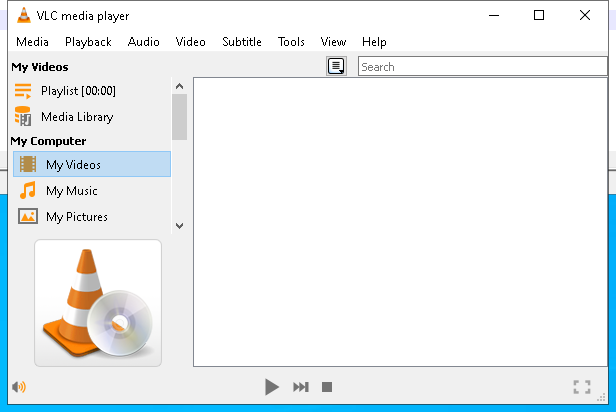 VLC media player
Media Playback Audio Video Subtitle Tools View Help
My Videos
Search
Playlist [00:00]
Media Library
My Computer
My Videos
My Music
My Pictures